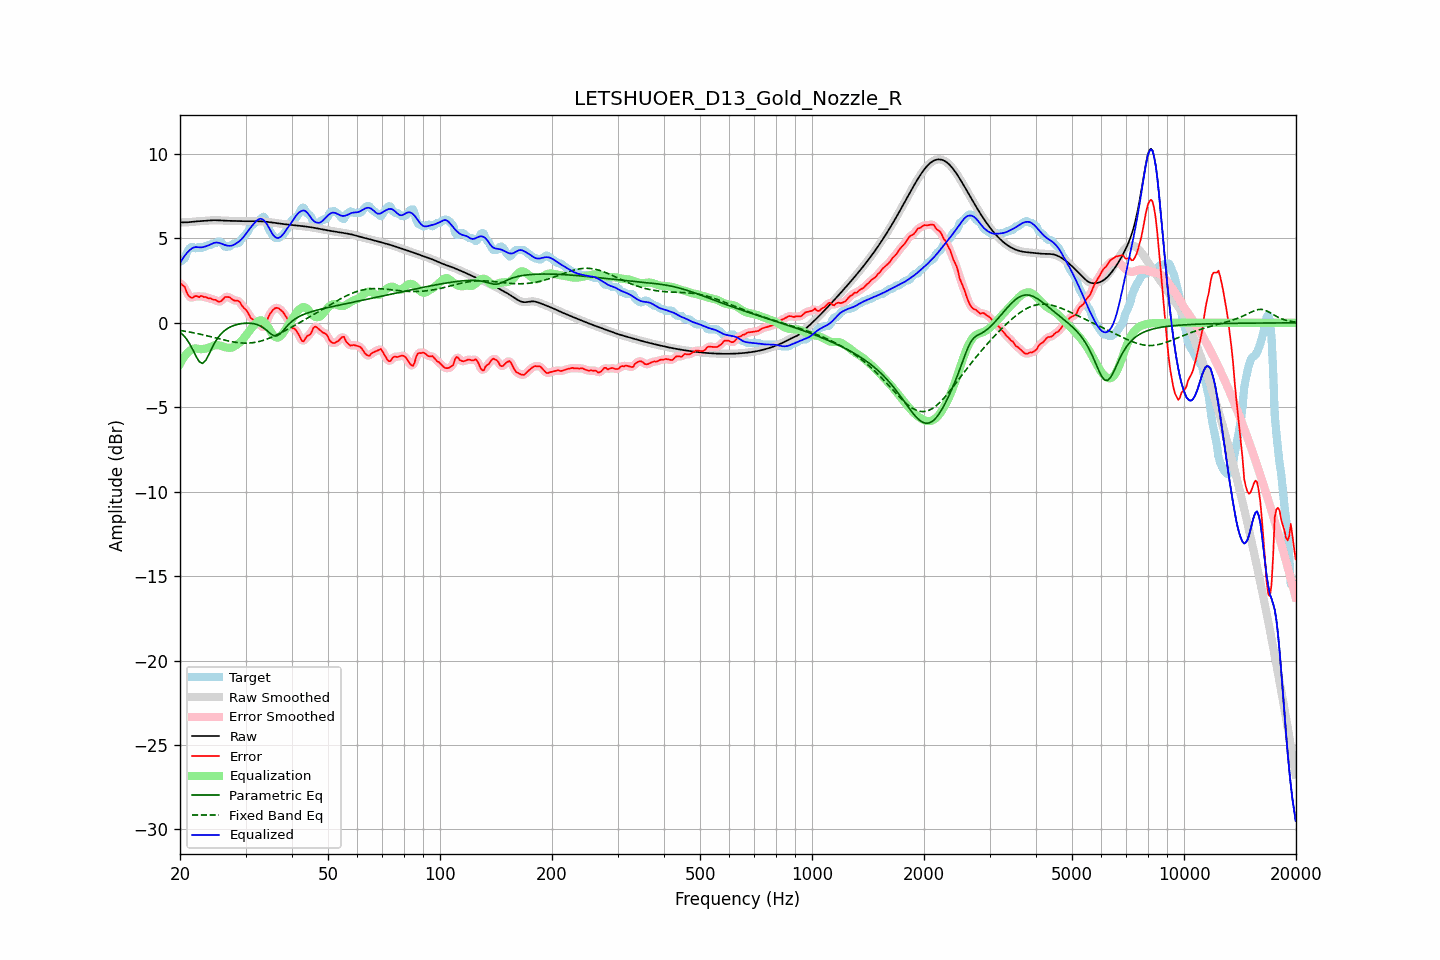 LETSHUOER_D13_Gold_Nozzle_R
Amplitude (dBr)
10
5
0
−5
−10
−15
−20
−25
−30
Target
Raw Smoothed
Error Smoothed
Raw
Error
Equalization
Parametric Eq
Fixed Band Eq
Equalized
20 50 100 200 500 1000 2000 5000 10000 20000
Frequency (Hz)